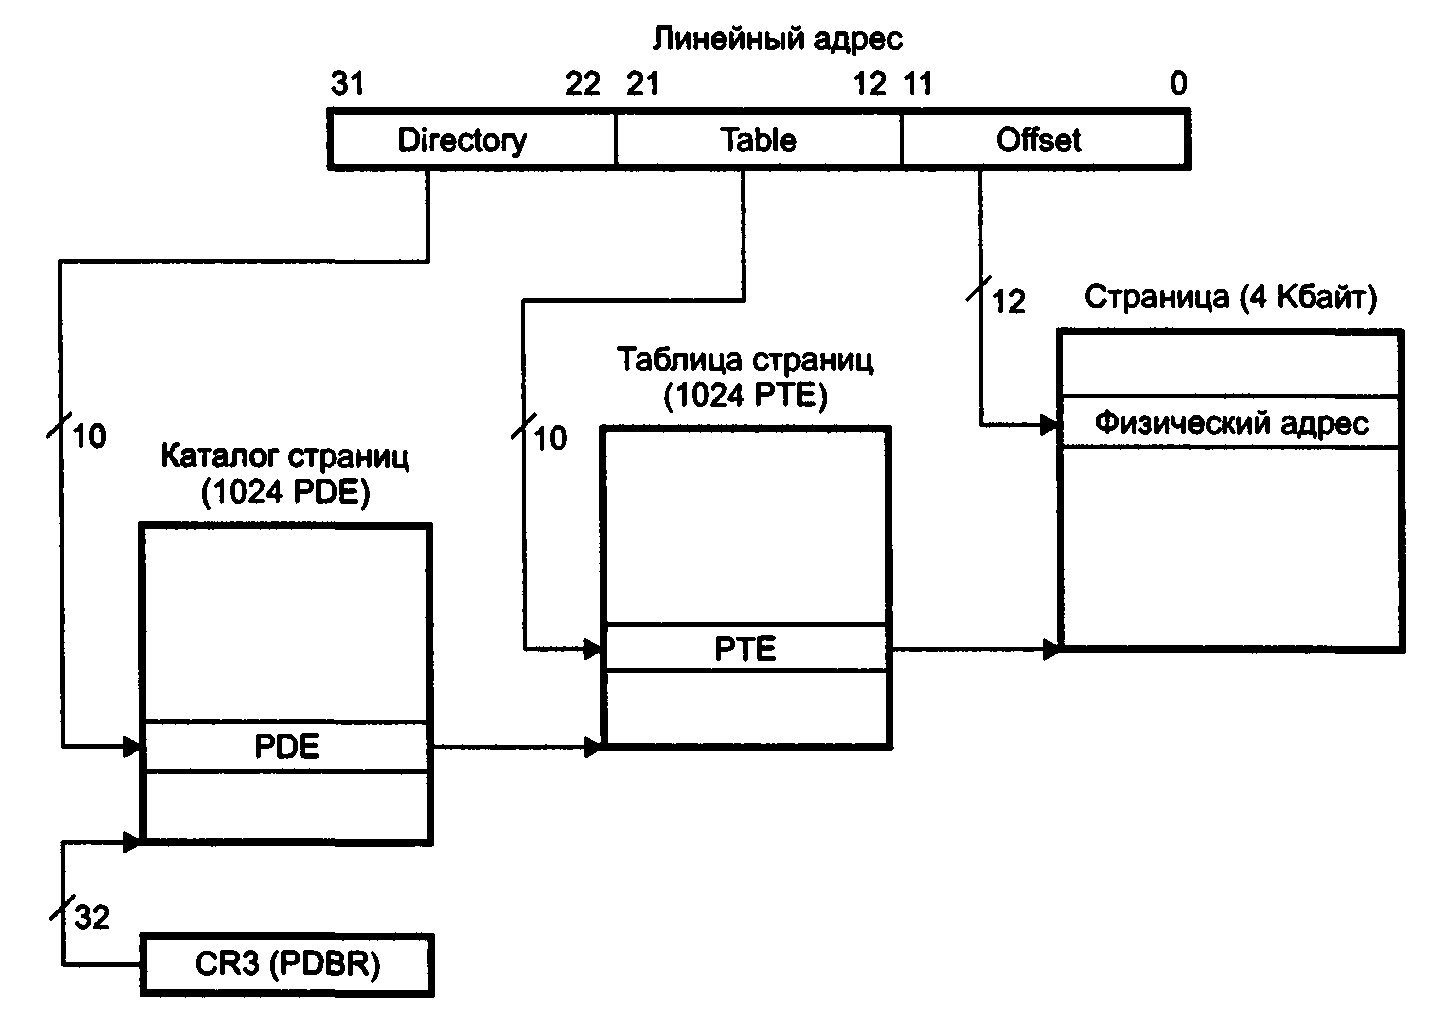 Линейный адрес
31 22 21 12 11 0
Directory Table Offset
12
Страница (4 Кбайт)
Физический адрес
Таблица страниц
(1024 PTE)
10
PTE
10
Каталог страниц
(1024 PDE)
PDE
32
CR3 (PDBR)